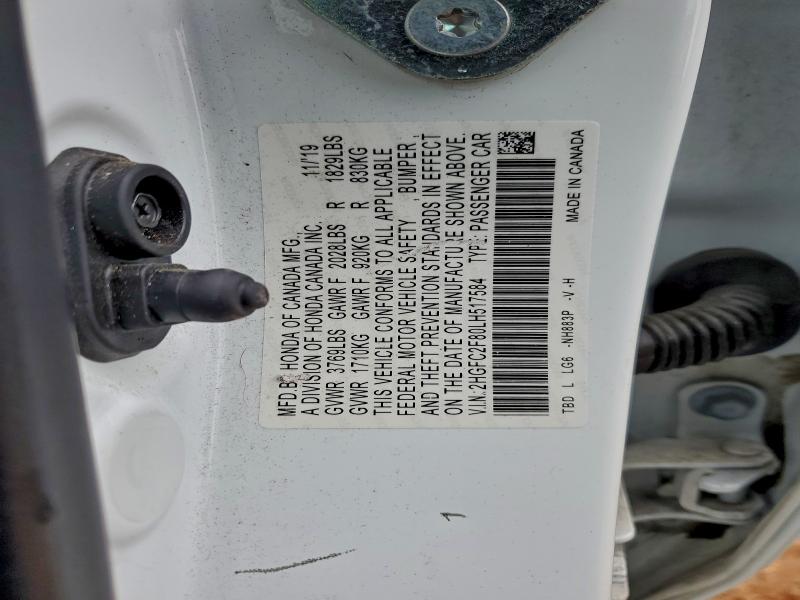 MFD.BY HONDA OF CANADA MFG., 11/19
A DIVISION OF HONDA CANADA INC.
GVWR 3769LBS GAWR F 2028LBS R 1829LBS
GVWR 1710KG GAWR F 920KG R 830KG
THIS VEHICLE CONFORMS TO ALL APPLICABLE
FEDERAL MOTOR VEHICLE SAFETY , BUMPER ,
AND THEFT PREVENTION STANDARDS IN EFFECT
ON THE DATE OF MANUFACTURE SHOWN ABOVE.
V.I.N.:2HGFC2F80LH517584 TYPE: PASSENGER CAR
TBD L LG6 -NH883P -V -H MADE IN CANADA